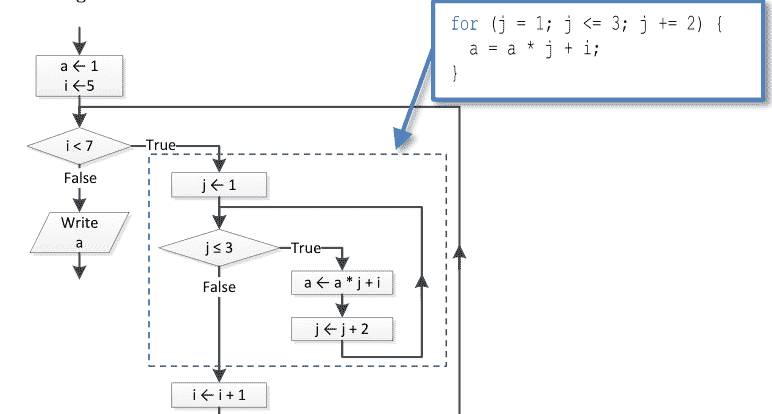 for (j = 1; j <= 3; j += 2) {
a = a * j + i;
}
a ← 1
i ←5
i < 7
True
False
Write
a
j ← 1
j ≤ 3
True
False
a ← a * j + i
j ← j + 2
i ← i + 1